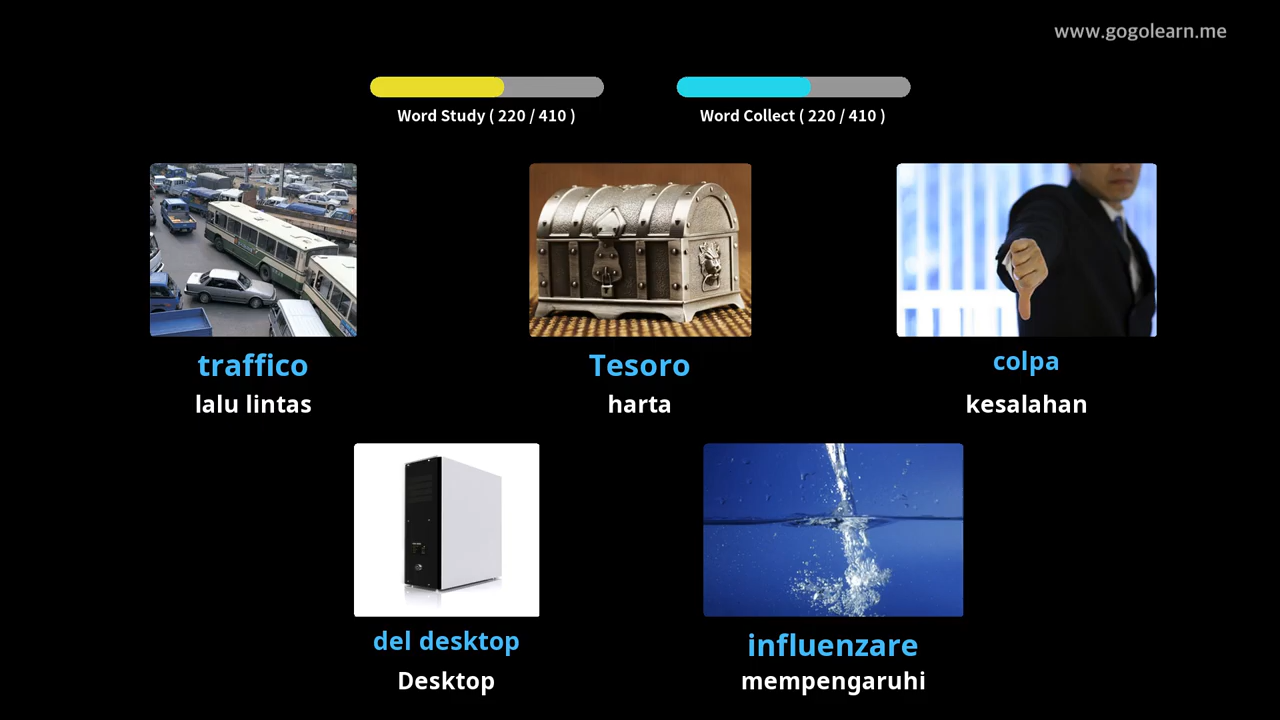 www.gogolearn.me
Word Study ( 220 / 410 )
Word Collect ( 220 / 410 )
traffico
lalu lintas
Tesoro
harta
colpa
kesalahan
del desktop
Desktop
influenzare
mempengaruhi